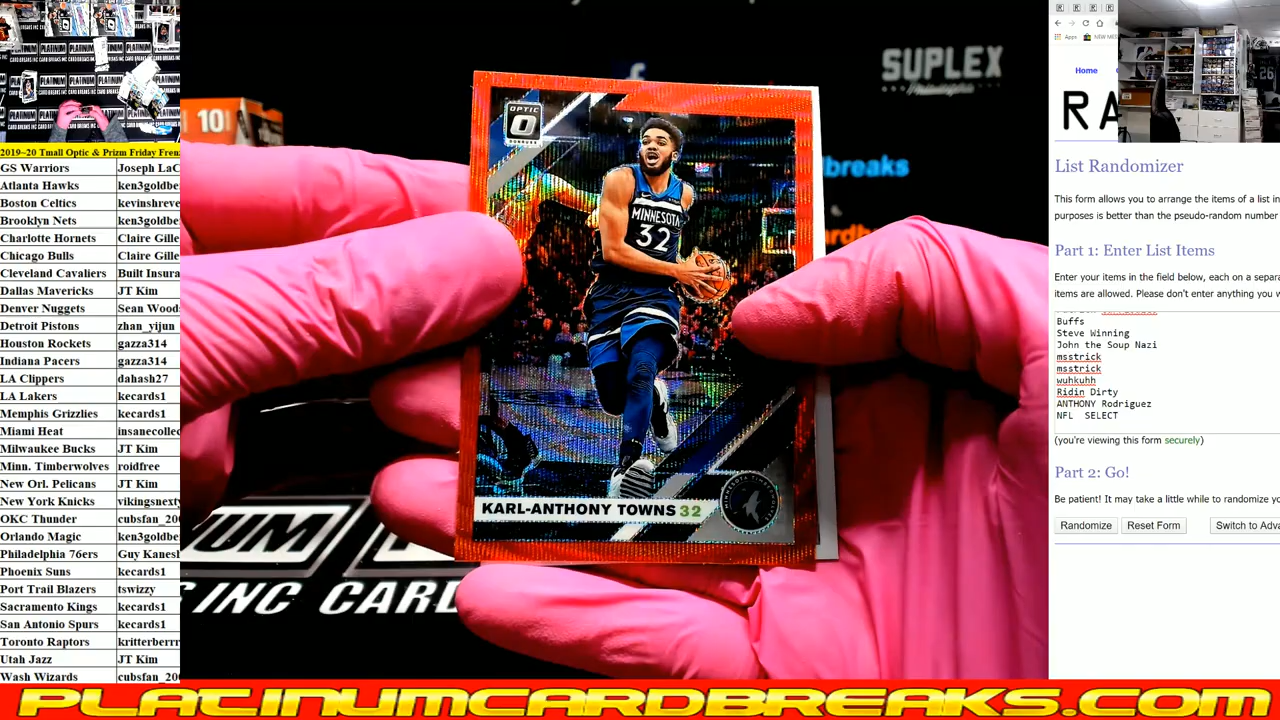 2019-20 Tmall Optic & Prizm Friday Frenz
GS Warriors Joseph LaC
Atlanta Hawks ken3goldbe
Boston Celtics kevinshreve
Brooklyn Nets ken3goldbe
Charlotte Hornets Claire Gille
Chicago Bulls Claire Gille
Cleveland Cavaliers Built Insura
Dallas Mavericks JT Kim
Denver Nuggets Sean Woods
Detroit Pistons zhan_yijun
Houston Rockets gazza314
Indiana Pacers gazza314
LA Clippers dahash27
LA Lakers kecards1
Memphis Grizzlies kecards1
Miami Heat insanecollec
Milwaukee Bucks JT Kim
Minn. Timberwolves roidfree
New Orl. Pelicans JT Kim
New York Knicks vikingsnexty
OKC Thunder cubsfan_200
Orlando Magic ken3goldbe
Philadelphia 76ers Guy Kanesh
Phoenix Suns kecards1
Port Trail Blazers tswizzy
Sacramento Kings kecards1
San Antonio Spurs kecards1
Toronto Raptors kritterberrr
Utah Jazz JT Kim
Wash Wizards cubsfan_200
SUPLEX
dbreaks
10
OPTIC
MINNESOTA
32
KARL-ANTHONY TOWNS 32
INC CARD
Apps
Home
RA
26
List Randomizer
This form allows you to arrange the items of a list in
purposes is better than the pseudo-random number
Part 1: Enter List Items
Enter your items in the field below, each on a separa
items are allowed. Please don't enter anything you w
Buffs
Steve Winning
John the Soup Nazi
msstrick
msstrick
wuhkuhh
Ridin Dirty
ANTHONY Rodriguez
NFL SELECT
(you're viewing this form securely)
Part 2: Go!
Be patient! It may take a little while to randomize yo
Randomize Reset Form Switch to Adva
PLATINUMCARDBREAKS.COM